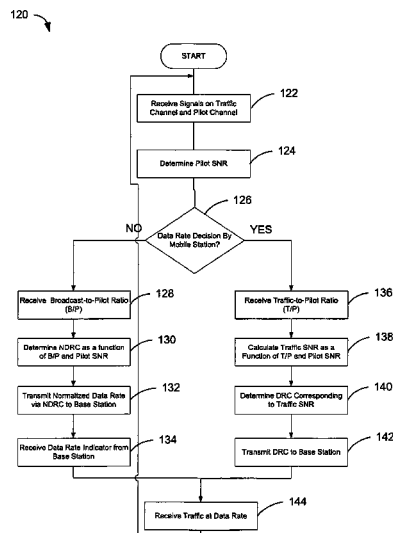 120
START
Receive Signals on Traffic
Channel and Pilot Channel
122
Determine Pilot SNR
124
126
NO
Data Rate Decision By
Mobile Station?
YES
Receive Broadcast-to-Pilot Ratio
(B/P)
128
Receive Traffic-to-Pilot Ratio
(T/P)
136
Determine NDRC as a function
of B/P and Pilot SNR
130
Calculate Traffic SNR as a
Function of T/P and Pilot SNR
138
Transmit Normalized Data Rate
via NDRC to Base Station
132
Determine DRC Corresponding
to Traffic SNR
140
Receive Data Rate Indicator from
Base Station
134
Transmit DRC to Base Station
142
Receive Traffic at Data Rate
144